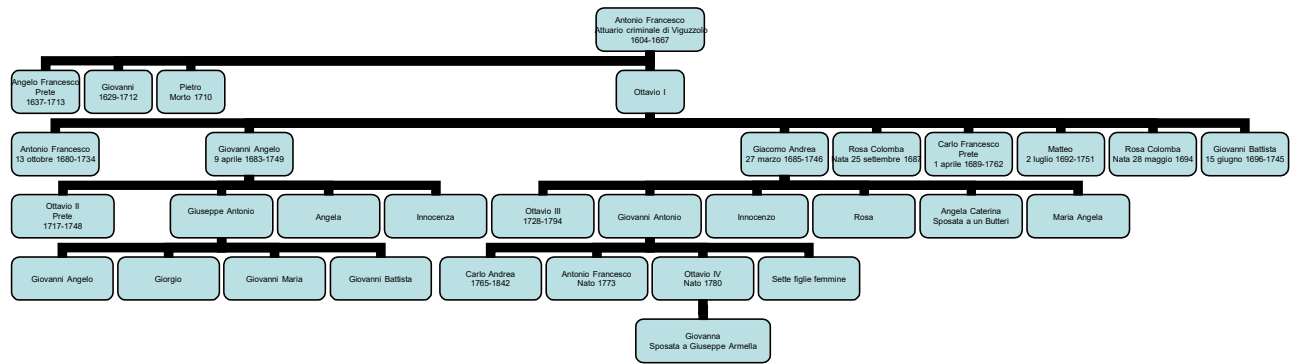 Antonio Francesco
Attuario criminale di Viguzzolo
1604-1667
Angelo Francesco
Prete
1637-1713
Giovanni
1629-1712
Pietro
Morto 1710
Ottavio I
Antonio Francesco
13 ottobre 1680-1734
Giovanni Angelo
9 aprile 1683-1749
Giacomo Andrea
27 marzo 1685-1746
Rosa Colomba
Nata 25 settembre 1687
Carlo Francesco
Prete
1 aprile 1689-1762
Matteo
2 luglio 1692-1751
Rosa Colomba
Nata 28 maggio 1694
Giovanni Battista
15 giugno 1696-1745
Ottavio II
Prete
1717-1748
Giuseppe Antonio
Angela
Innocenza
Ottavio III
1728-1794
Giovanni Antonio
Innocenzo
Rosa
Angela Caterina
Sposata a un Butteri
Maria Angela
Giovanni Angelo
Giorgio
Giovanni Maria
Giovanni Battista
Carlo Andrea
1765-1842
Antonio Francesco
Nato 1773
Ottavio IV
Nato 1780
Sette figlie femmine
Giovanna
Sposata a Giuseppe Armella